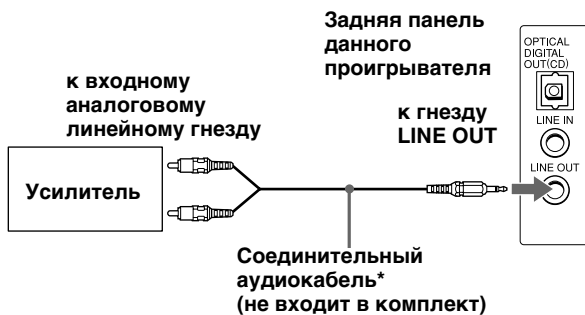 Задняя панель
данного
проигрывателя
OPTICAL
DIGITAL
OUT(CD)
к входному
аналоговому
линейному гнезду
к гнезду
LINE OUT
LINE IN
LINE OUT
Усилитель
Соединительный
аудиокабель*
(не входит в комплект)